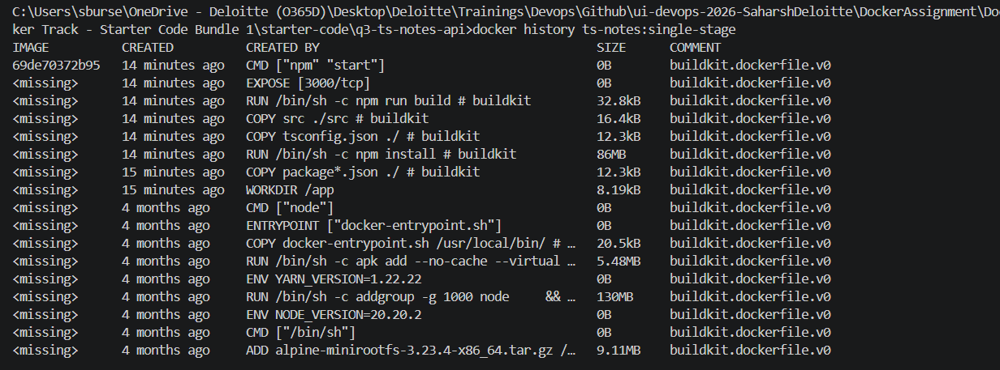 C:\Users\sburse\OneDrive - Deloitte (O365D)\Desktop\Deloitte\Trainings\Devops\Github\ui-devops-2026-SaharshDeloitte\DockerAssignment\Doc
ker Track - Starter Code Bundle 1\starter-code\q3-ts-notes-api>docker history ts-notes:single-stage
IMAGE CREATED CREATED BY SIZE COMMENT
69de70372b95 14 minutes ago CMD ["npm" "start"] 0B buildkit.dockerfile.v0
<missing> 14 minutes ago EXPOSE [3000/tcp] 0B buildkit.dockerfile.v0
<missing> 14 minutes ago RUN /bin/sh -c npm run build # buildkit 32.8kB buildkit.dockerfile.v0
<missing> 14 minutes ago COPY src ./src # buildkit 16.4kB buildkit.dockerfile.v0
<missing> 14 minutes ago COPY tsconfig.json ./ # buildkit 12.3kB buildkit.dockerfile.v0
<missing> 14 minutes ago RUN /bin/sh -c npm install # buildkit 86MB buildkit.dockerfile.v0
<missing> 15 minutes ago COPY package*.json ./ # buildkit 12.3kB buildkit.dockerfile.v0
<missing> 15 minutes ago WORKDIR /app 8.19kB buildkit.dockerfile.v0
<missing> 4 months ago CMD ["node"] 0B buildkit.dockerfile.v0
<missing> 4 months ago ENTRYPOINT ["docker-entrypoint.sh"] 0B buildkit.dockerfile.v0
<missing> 4 months ago COPY docker-entrypoint.sh /usr/local/bin/ # … 20.5kB buildkit.dockerfile.v0
<missing> 4 months ago RUN /bin/sh -c apk add --no-cache --virtual … 5.48MB buildkit.dockerfile.v0
<missing> 4 months ago ENV YARN_VERSION=1.22.22 0B buildkit.dockerfile.v0
<missing> 4 months ago RUN /bin/sh -c addgroup -g 1000 node && … 130MB buildkit.dockerfile.v0
<missing> 4 months ago ENV NODE_VERSION=20.20.2 0B buildkit.dockerfile.v0
<missing> 4 months ago CMD ["/bin/sh"] 0B buildkit.dockerfile.v0
<missing> 4 months ago ADD alpine-minirootfs-3.23.4-x86_64.tar.gz /… 9.11MB buildkit.dockerfile.v0